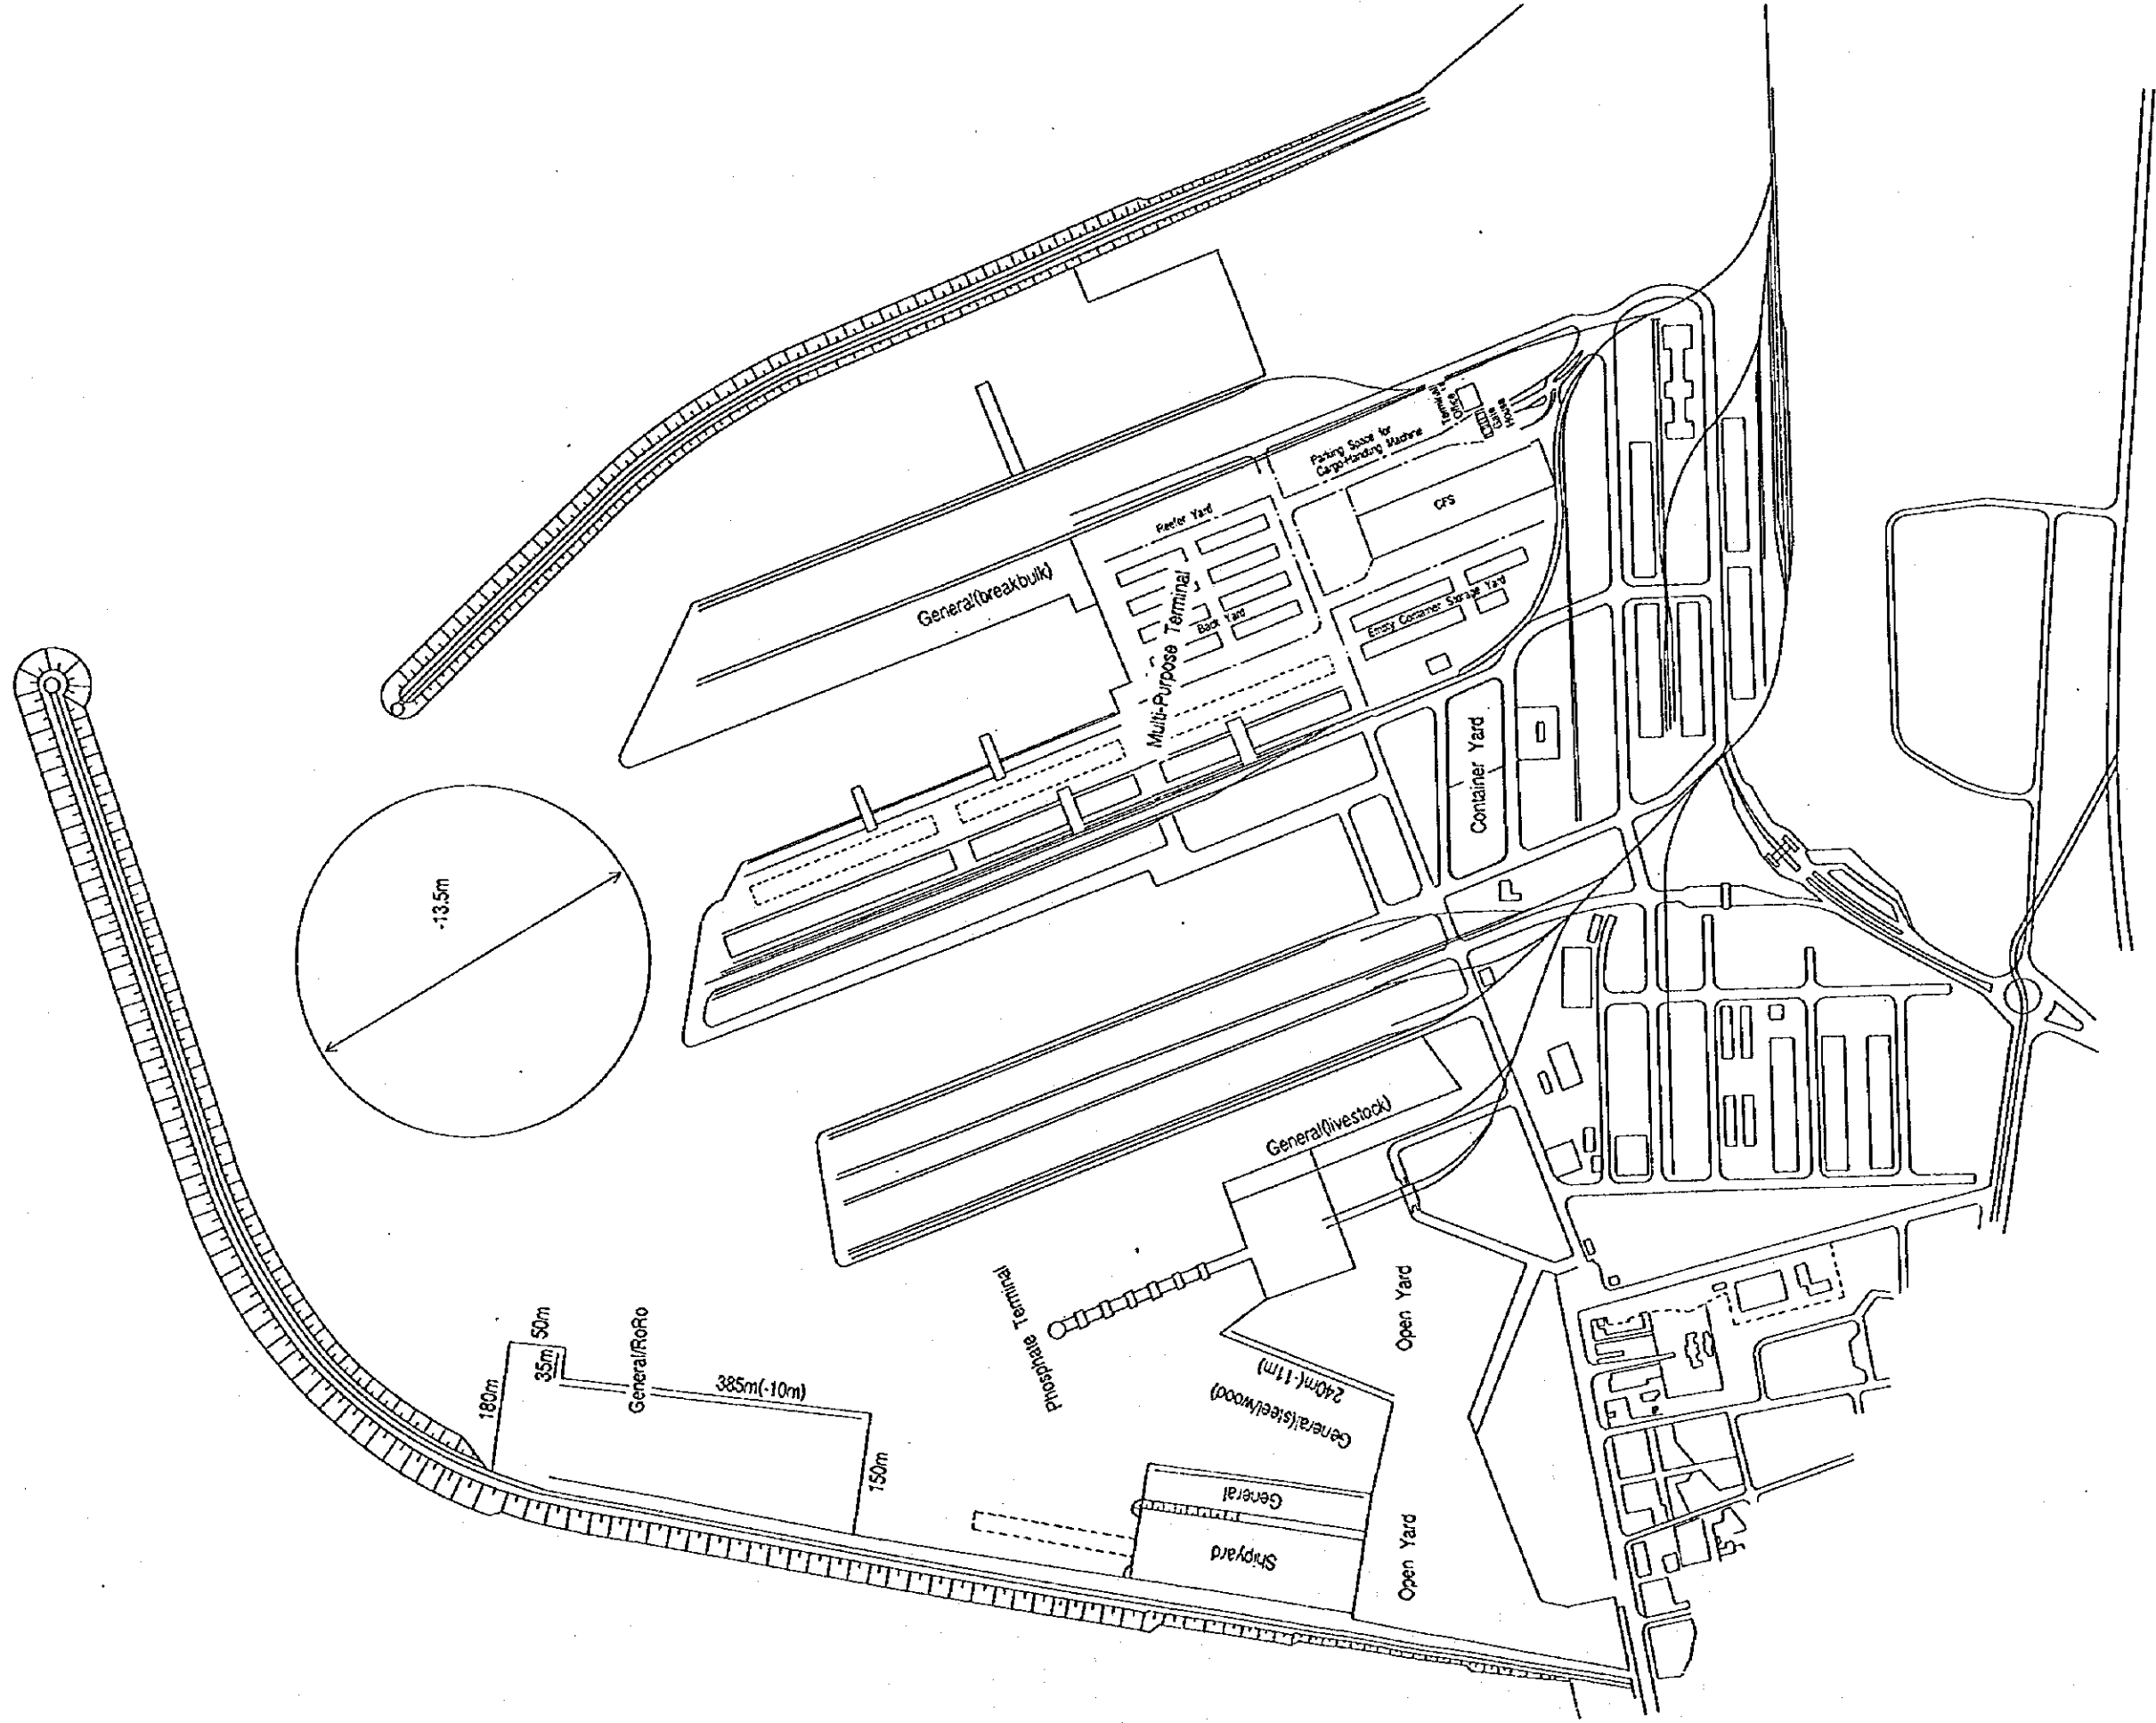 Terminal
Office
Gate
House
Parking Space for
Cargo-Handling Machine
CFS
Reefer Yard
General(breakbulk)
Multi-Purpose Terminal
Back Yard
Empty Container Storage Yard
Container Yard
-13.5m
General(livestock)
Phosphate Terminal
Open Yard
50m
35m
180m
General/RoRo
385m(-10m)
150m
240m(-11m)
General(steel/wood)
General
Shipyard
Open Yard